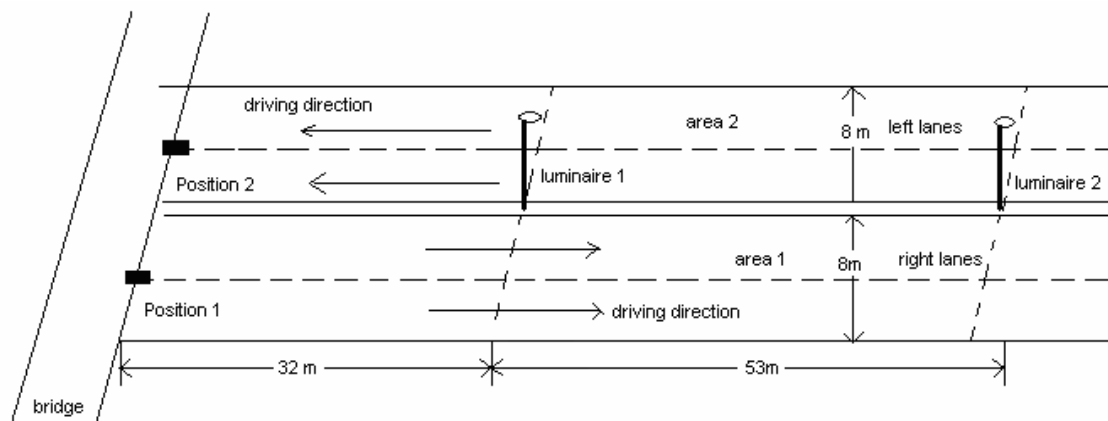 driving direction
area 2
8 m
left lanes
Position 2
luminaire 1
luminaire 2
area 1
8m
right lanes
Position 1
driving direction
32 m
53m
bridge